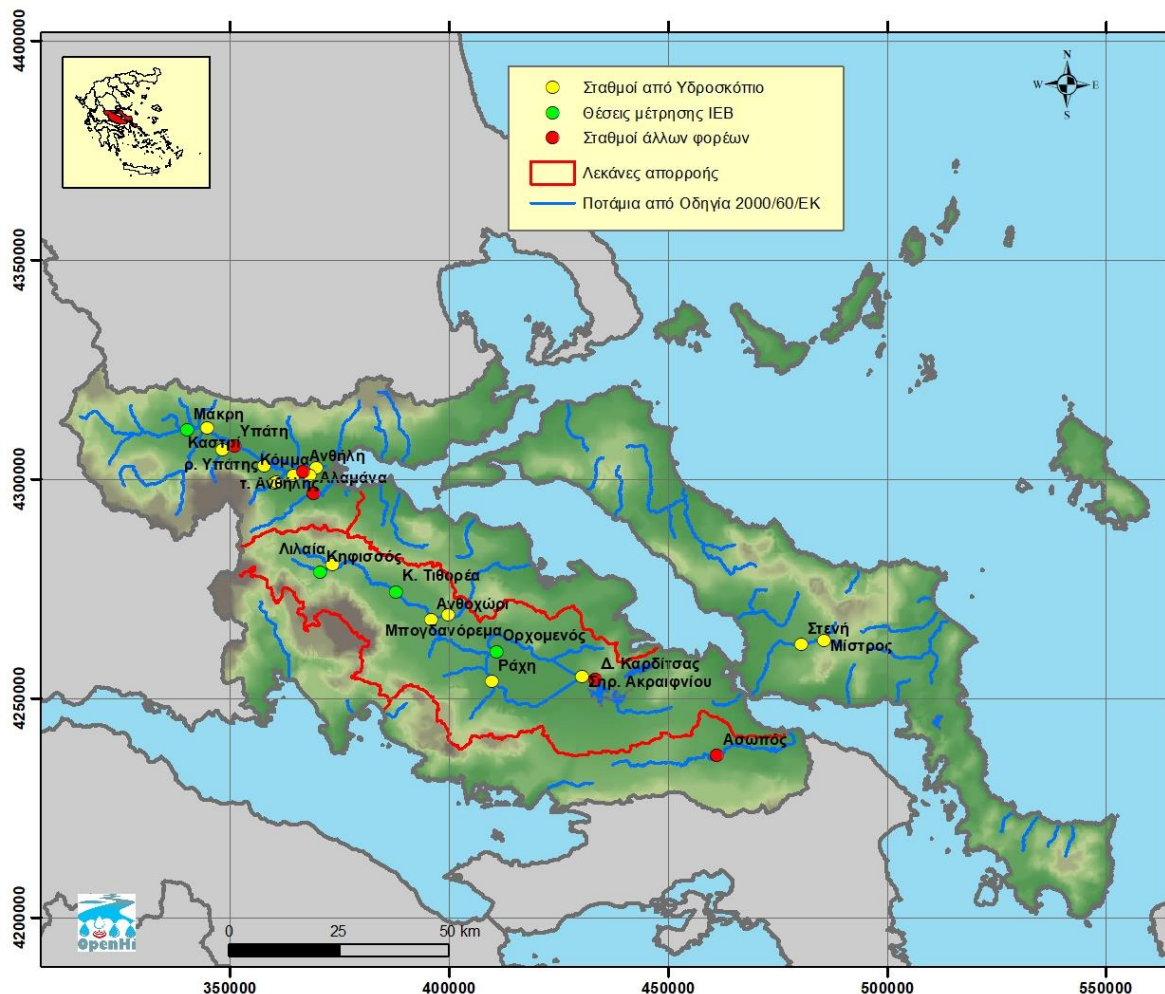 4400000
4350000
4300000
4250000
4200000
N
W E
S
Σταθμοί από Υδροσκόπιο
Θέσεις μέτρησης ΙΕΒ
Σταθμοί άλλων φορέων
Λεκάνες απορροής
Ποτάμια από Οδηγία 2000/60/ΕΚ
Μάκρη
Υπάτη
Καστρί
ρ. Υπάτης
Κόμμα
Ανθήλη
Αλαμάνα
τ. Ανθήλης
Λιλαία
Κηφισσός
Κ. Τιθορέα
Ανθοχώρι
Μπογδανόρεμα
Ορχομενός
Ράχη
Δ. Καρδίτσας
Σηρ. Ακραιφνίου
Στενή
Μίστρος
Ασωπός
OpenHi
0 25 50 km
350000 400000 450000 500000 550000